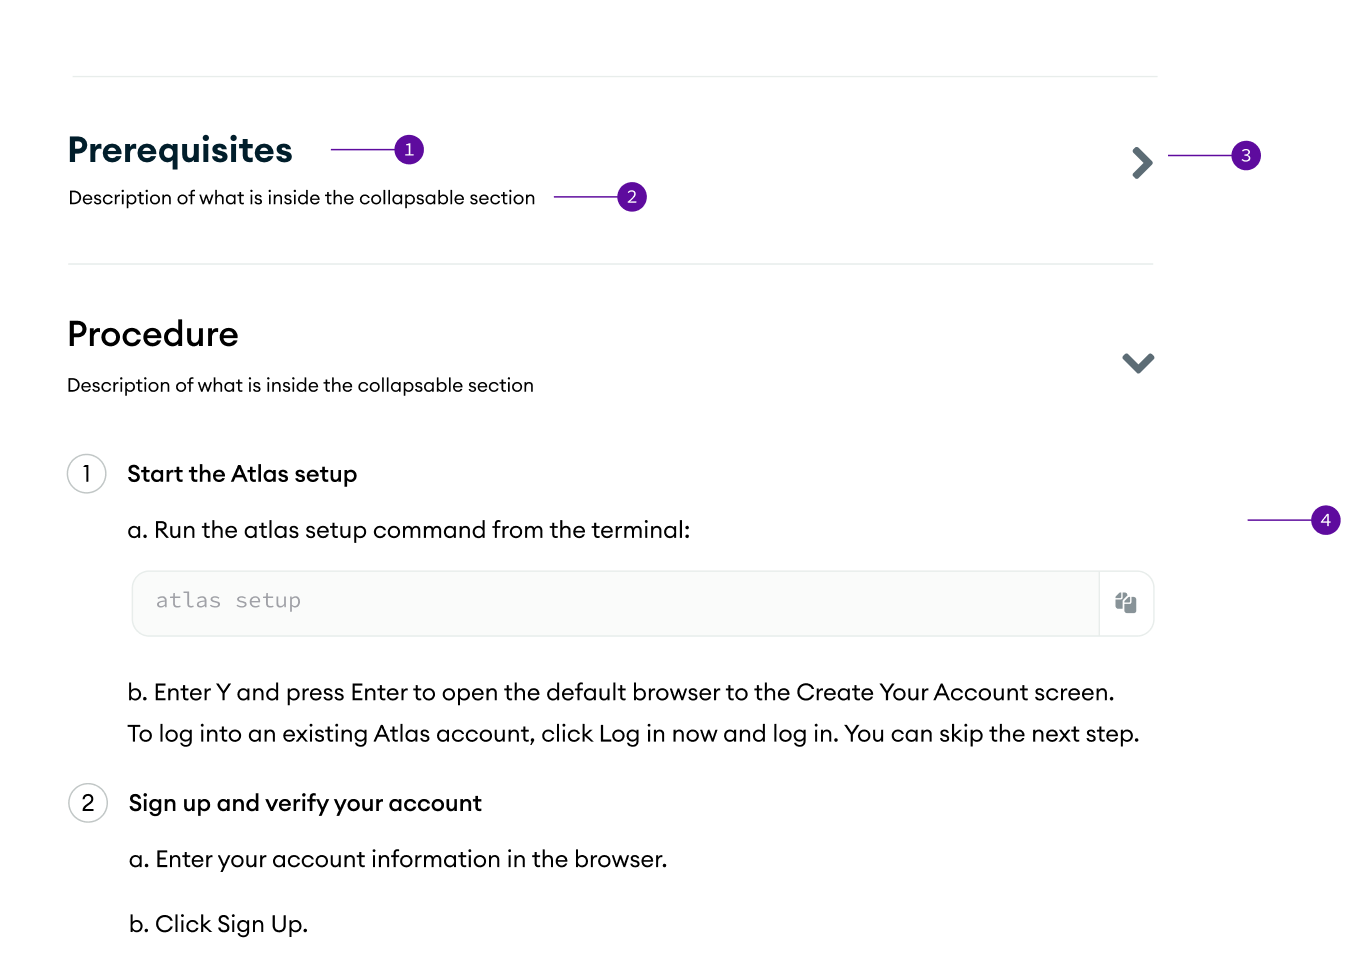 Prerequisites 1
3
Description of what is inside the collapsable section 2
Procedure
Description of what is inside the collapsable section
1 Start the Atlas setup
4
a. Run the atlas setup command from the terminal:
atlas setup
b. Enter Y and press Enter to open the default browser to the Create Your Account screen.
To log into an existing Atlas account, click Log in now and log in. You can skip the next step.
2 Sign up and verify your account
a. Enter your account information in the browser.
b. Click Sign Up.